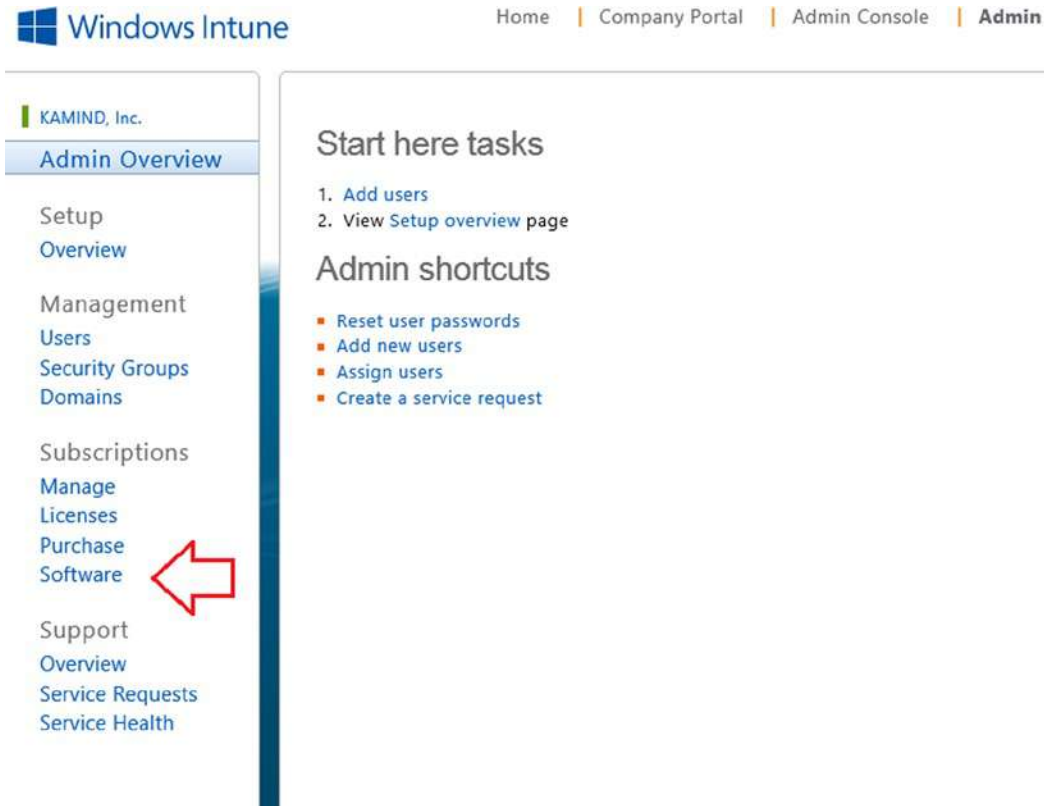 Windows Intune
Home | Company Portal | Admin Console | Admin
KAMIND, Inc.
Admin Overview
Setup
Overview
Management
Users
Security Groups
Domains
Subscriptions
Manage
Licenses
Purchase
Software
Support
Overview
Service Requests
Service Health
Start here tasks
1. Add users
2. View Setup overview page
Admin shortcuts
Reset user passwords
Add new users
Assign users
Create a service request